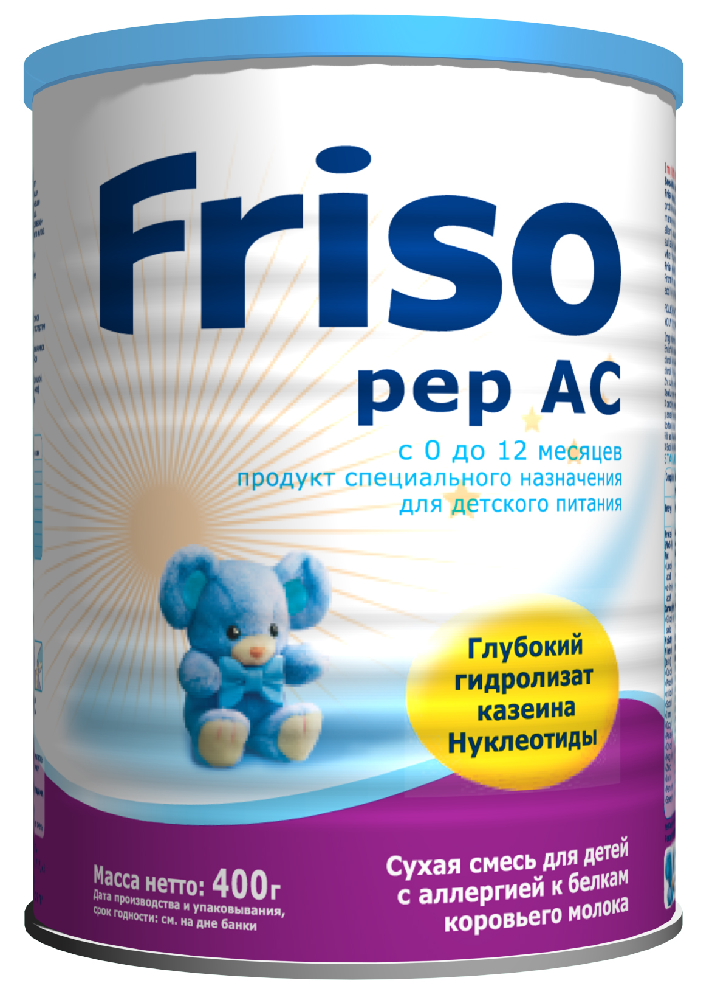 Friso
pep AC
с 0 до 12 месяцев
продукт специального назначения
для детского питания
Глубокий
гидролизат
казеина
Нуклеотиды
Масса нетто: 400г
Дата производства и упаковывания,
срок годности: см. на дне банки
Сухая смесь для детей
с аллергией к белкам
коровьего молока